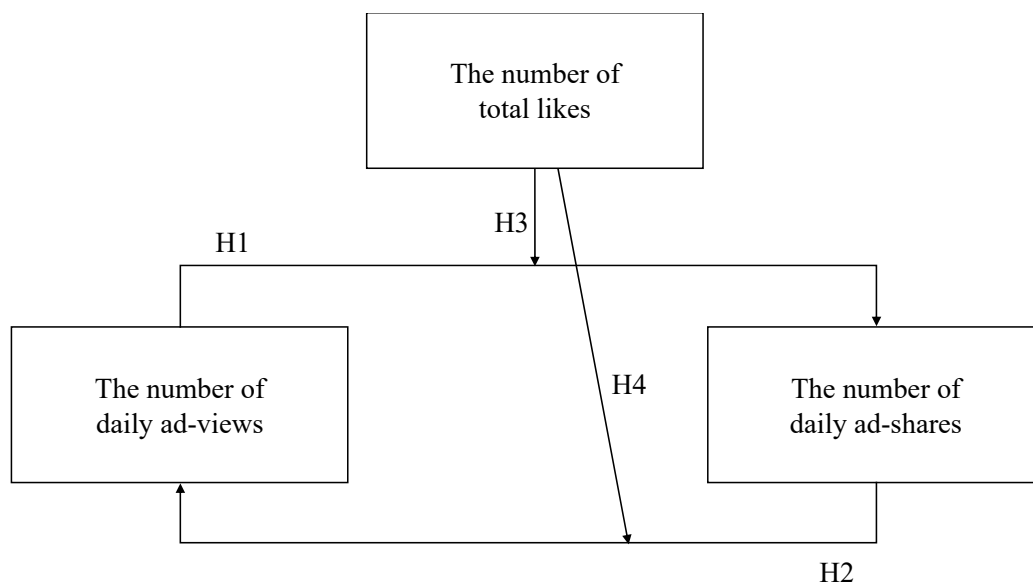 The number of
total likes
H3
H1
The number of
daily ad-views
H4
The number of
daily ad-shares
H2